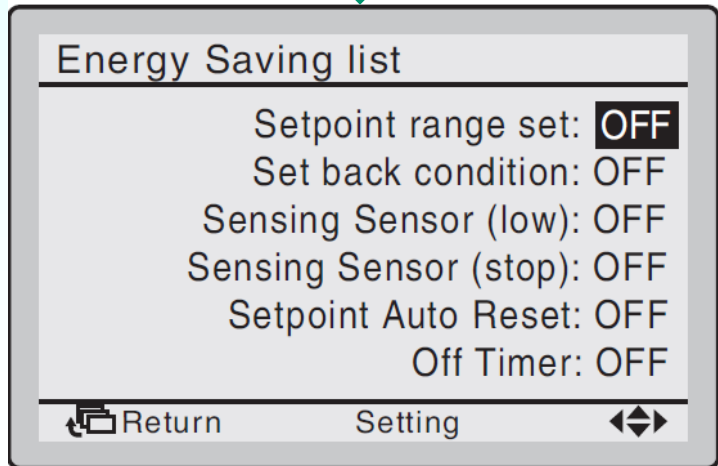 Energy Saving list
Setpoint range set: OFF
Set back condition: OFF
Sensing Sensor (low): OFF
Sensing Sensor (stop): OFF
Setpoint Auto Reset: OFF
Off Timer: OFF
Return Setting